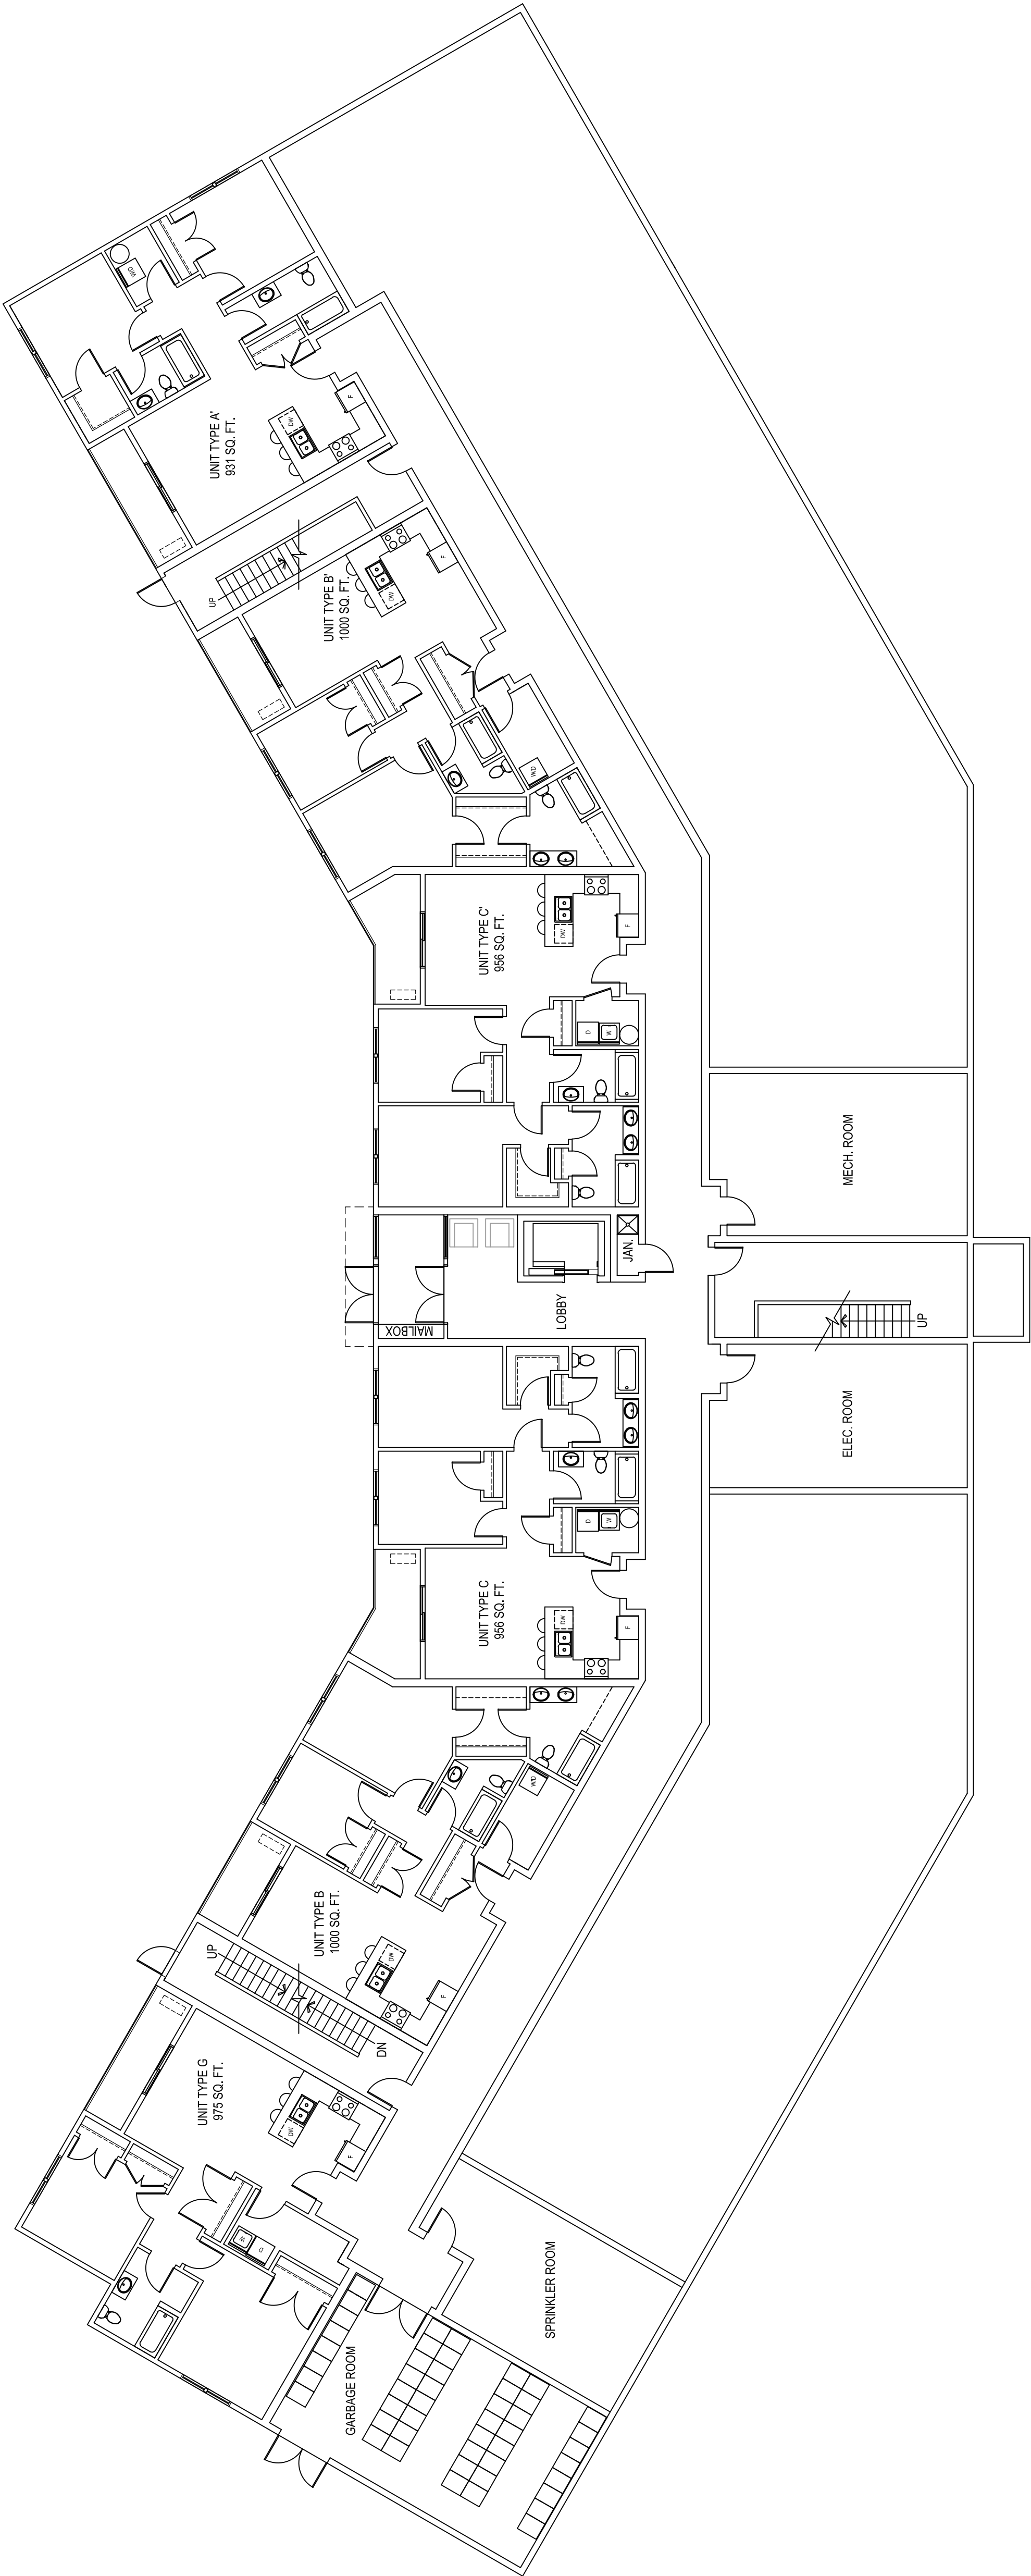 W/D
UNIT TYPE A'
931 SQ. FT.
DW
F
UP
UNIT TYPE B'
1000 SQ. FT.
DW
F
W/D
UNIT TYPE C'
956 SQ. FT.
DW
F
D
W
MECH. ROOM
JAN.
LOBBY
MAILBOX
UP
ELEC. ROOM
D
W
UNIT TYPE C
956 SQ. FT.
DW
F
W/D
UNIT TYPE B
1000 SQ. FT.
DW
F
UP
DN
UNIT TYPE G
975 SQ. FT.
DW
F
W
D
SPRINKLER ROOM
GARBAGE ROOM